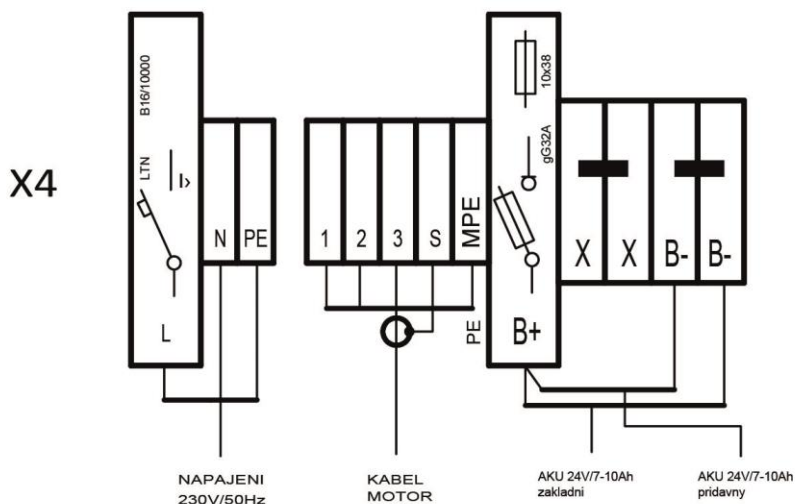 X4
B16/10000
LTN
I>
N
PE
L
1
2
3
S
MPE
PE
10x38
gG32A
B+
X
X
B-
B-
NAPAJENI
230V/50Hz
KABEL
MOTOR
AKU 24V/7-10Ah
zakladni
AKU 24V/7-10Ah
pridavny